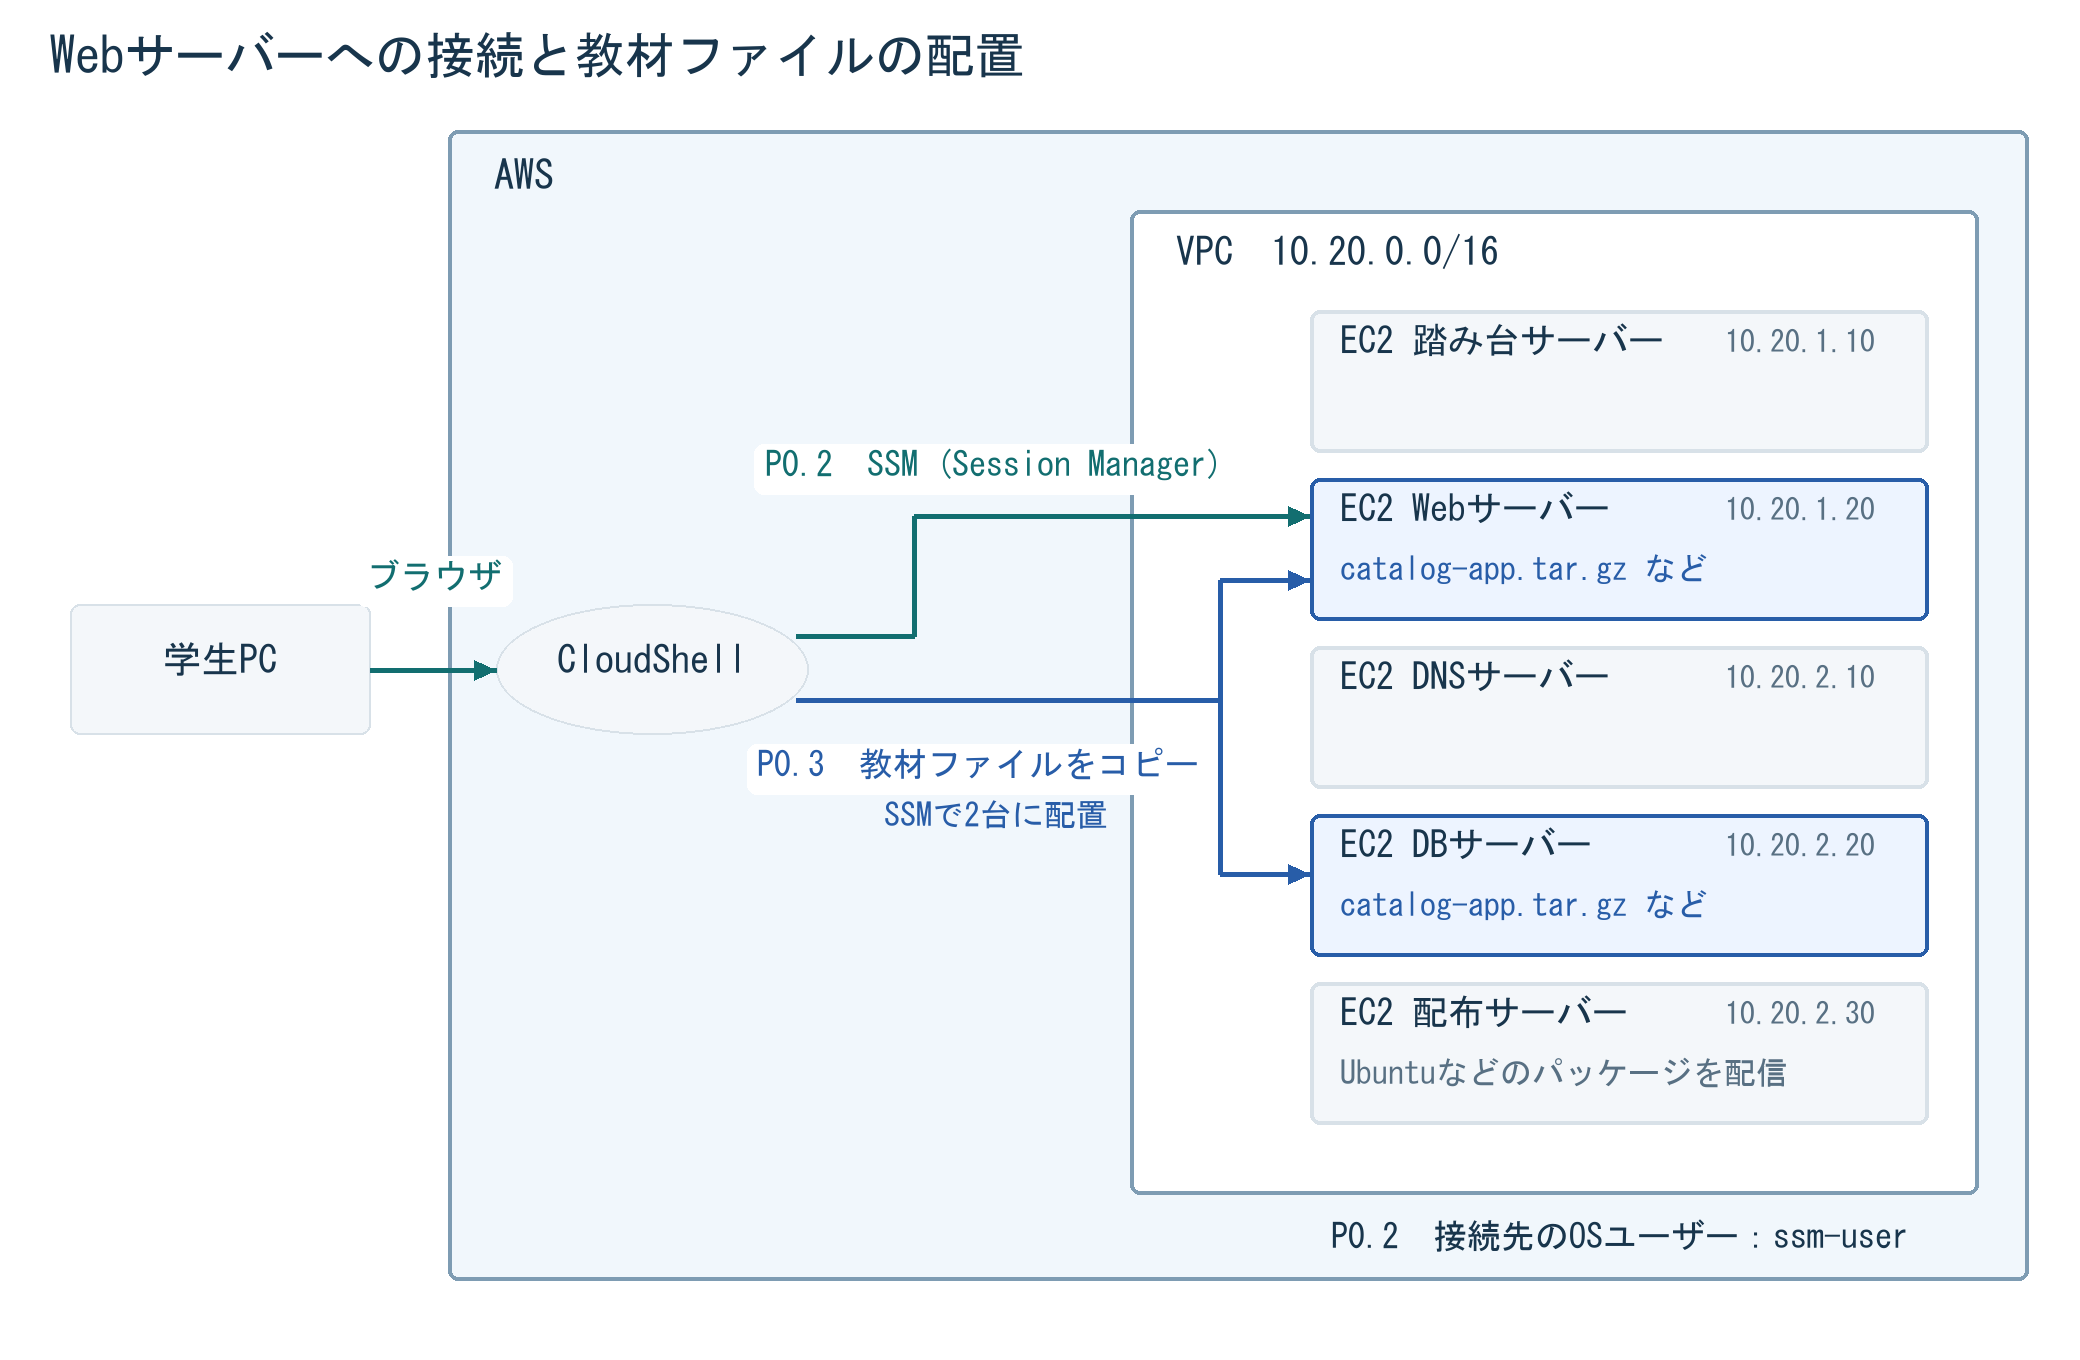 Webサーバーへの接続と教材ファイルの配置
AWS
VPC 10.20.0.0/16
EC2 踏み台サーバー 10.20.1.10
P0.2 SSM (Session Manager)
EC2 Webサーバー 10.20.1.20
catalog-app.tar.gz など
ブラウザ
学生PC
CloudShell
EC2 DNSサーバー 10.20.2.10
P0.3 教材ファイルをコピー
SSMで2台に配置
EC2 DBサーバー 10.20.2.20
catalog-app.tar.gz など
EC2 配布サーバー 10.20.2.30
Ubuntuなどのパッケージを配信
P0.2 接続先のOSユーザー：ssm-user